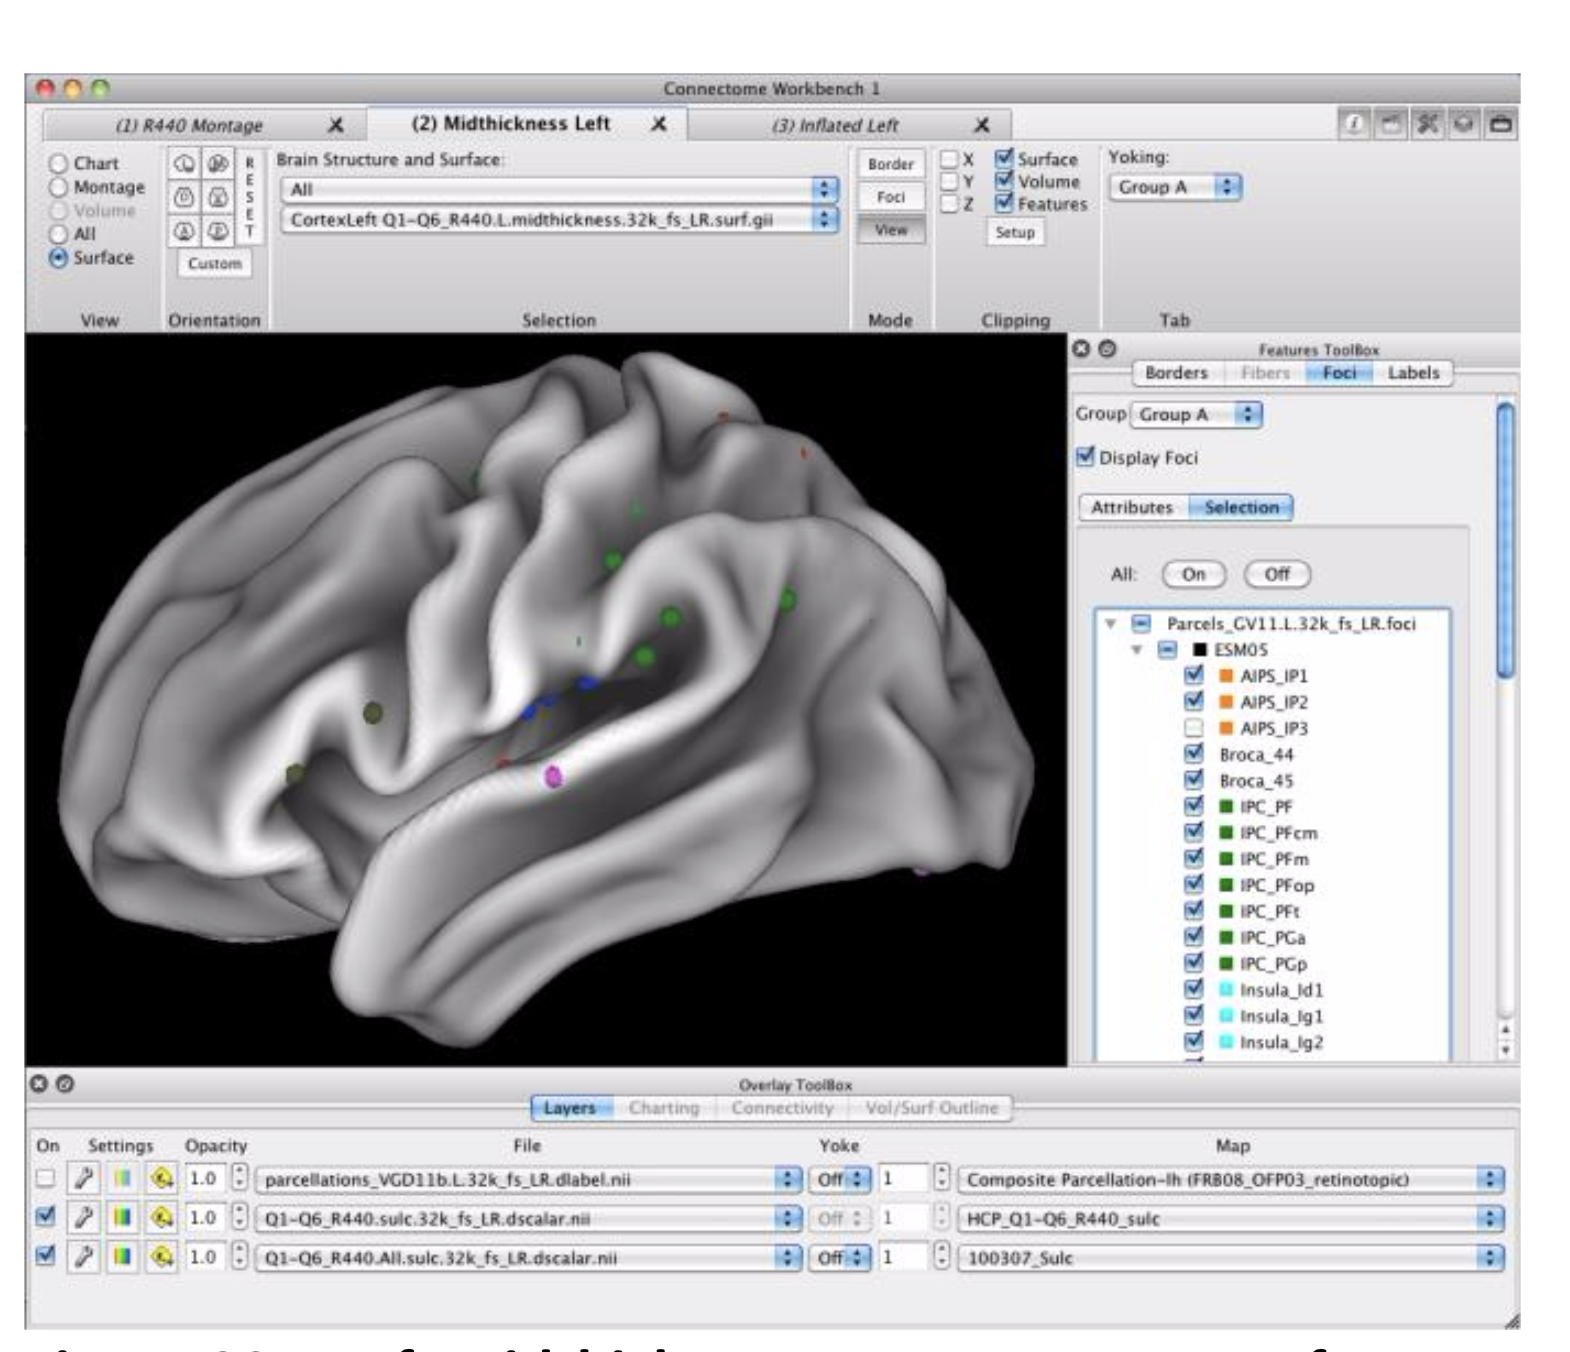 Connectome Workbench 1
(1) R440 Montage X (2) Midthickness Left X (3) Inflated Left X
Chart
Montage
Volume
All
Surface
View
L M
D V
A P
RESET
Custom
Orientation
Brain Structure and Surface:
All
CortexLeft Q1-Q6_R440.L.midthickness.32k_fs_LR.surf.gii
Selection
Border
Foci
View
Mode
X Surface
Y Volume
Z Features
Setup
Clipping
Yoking:
Group A
Tab
Features ToolBox
Borders Fibers Foci Labels
Group Group A
Display Foci
Attributes Selection
All: On Off
Parcels_GV11.L.32k_fs_LR.foci
ESM05
AIPS_IP1
AIPS_IP2
AIPS_IP3
Broca_44
Broca_45
IPC_PF
IPC_PFcm
IPC_PFm
IPC_PFop
IPC_PFt
IPC_PGa
IPC_PGp
Insula_Id1
Insula_Ig1
Insula_Ig2
Overlay ToolBox
Layers Charting Connectivity Vol/Surf Outline
On Settings Opacity File Yoke Map
1.0 parcellations_VGD11b.L.32k_fs_LR.dlabel.nii Off 1 Composite Parcellation-lh (FRB08_OFP03_retinotopic)
1.0 Q1-Q6_R440.sulc.32k_fs_LR.dscalar.nii Off 1 HCP_Q1-Q6_R440_sulc
1.0 Q1-Q6_R440.All.sulc.32k_fs_LR.dscalar.nii Off 1 100307_Sulc